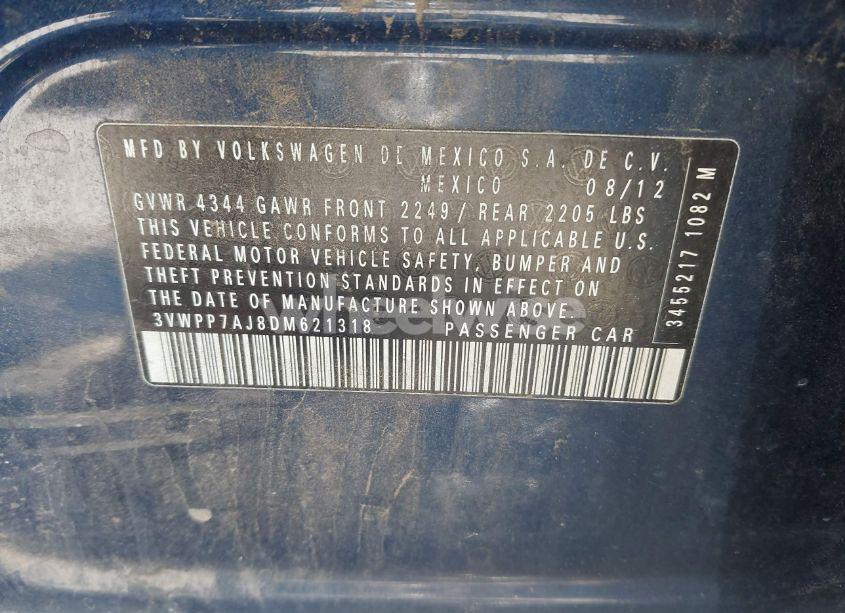 MFD BY VOLKSWAGEN DE MEXICO S.A. DE C.V.
MEXICO 08/12
GVWR 4344 GAWR FRONT 2249/ REAR 2205 LBS
THIS VEHICLE CONFORMS TO ALL APPLICABLE U.S.
FEDERAL MOTOR VEHICLE SAFETY, BUMPER AND
THEFT PREVENTION STANDARDS IN EFFECT ON
THE DATE OF MANUFACTURE SHOWN ABOVE.
3VWPP7AJ8DM621318 PASSENGER CAR
3455217 1082 M
wheelwise